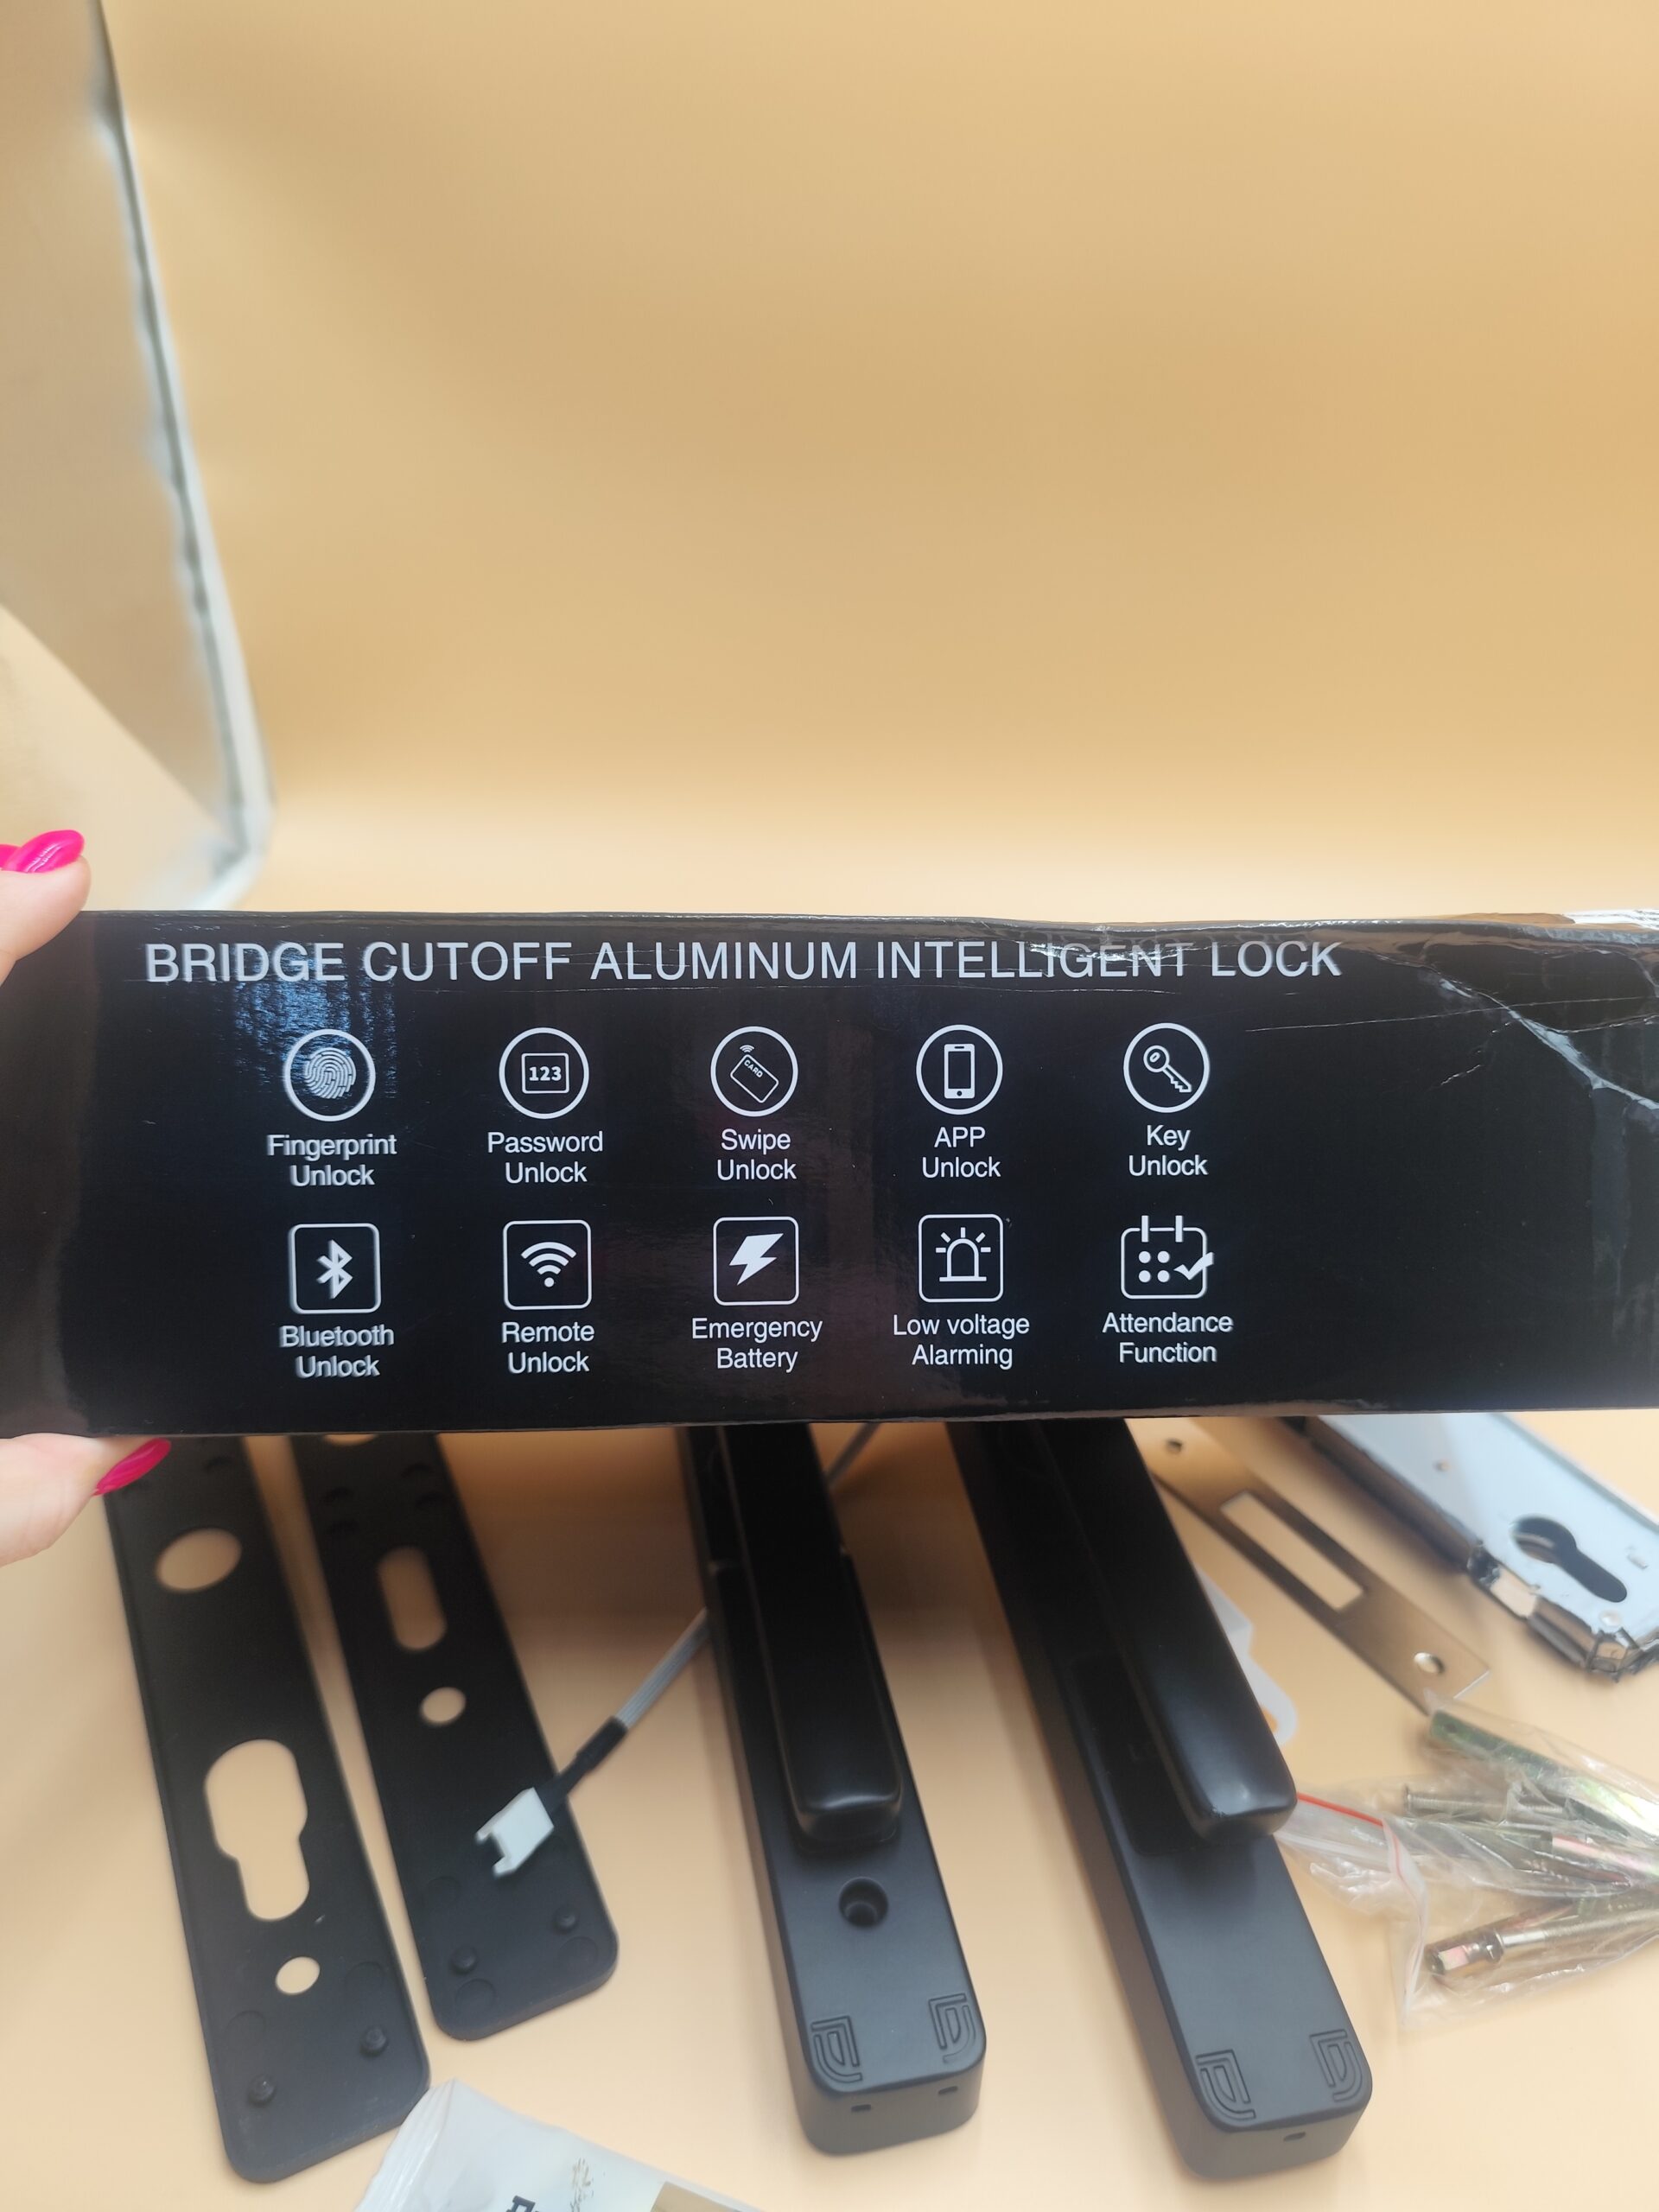 BRIDGE CUTOFF ALUMINUM INTELLIGENT LOCK
123
CARD
Fingerprint
Unlock
Password
Unlock
Swipe
Unlock
APP
Unlock
Key
Unlock
Bluetooth
Unlock
Remote
Unlock
Emergency
Battery
Low voltage
Alarming
Attendance
Function